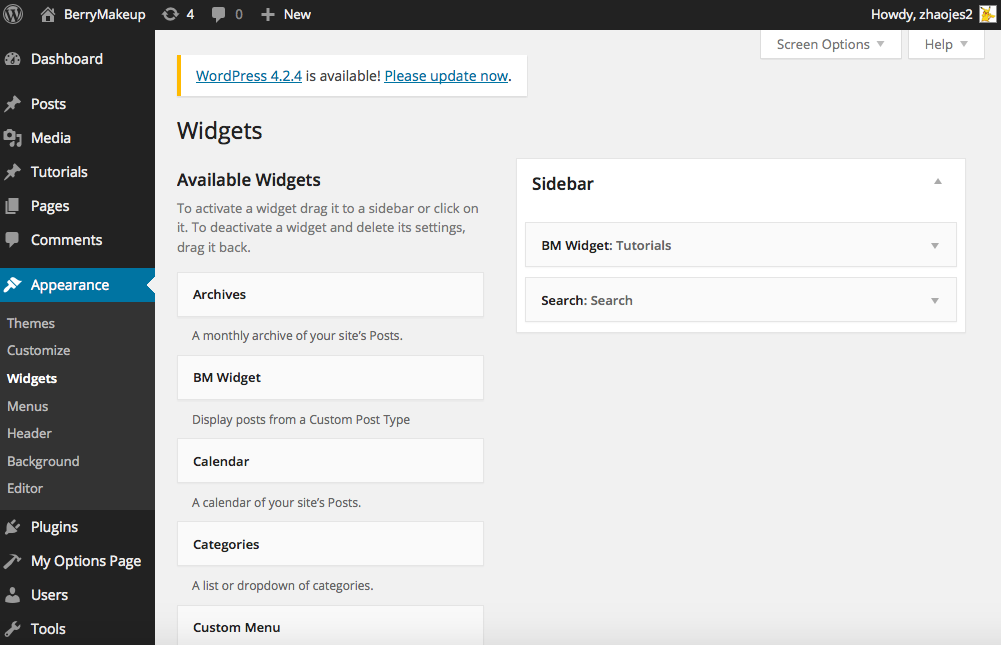 BerryMakeup 4 0 New Howdy, zhaojes2
Screen Options Help
Dashboard
Posts
Media
Tutorials
Pages
Comments
Appearance
Themes
Customize
Widgets
Menus
Header
Background
Editor
Plugins
My Options Page
Users
Tools
WordPress 4.2.4 is available! Please update now.
Widgets
Available Widgets
To activate a widget drag it to a sidebar or click on
it. To deactivate a widget and delete its settings,
drag it back.
Archives
A monthly archive of your site's Posts.
BM Widget
Display posts from a Custom Post Type
Calendar
A calendar of your site's Posts.
Categories
A list or dropdown of categories.
Custom Menu
Sidebar
BM Widget: Tutorials
Search: Search